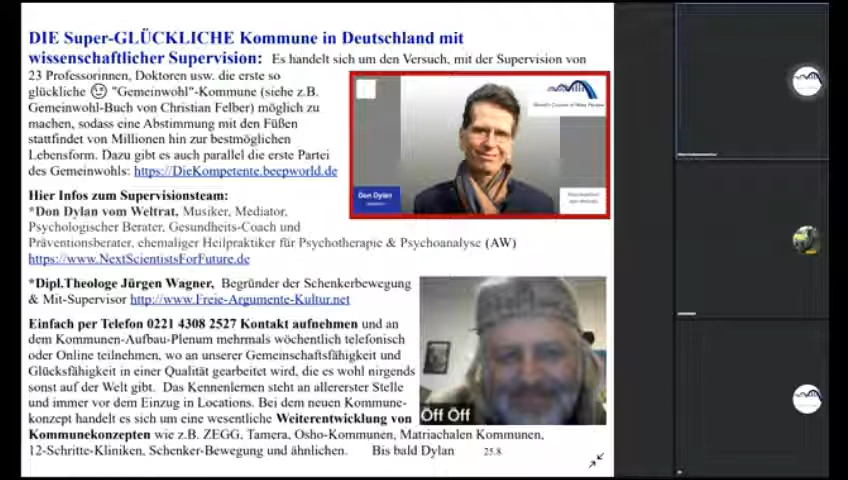 DIE Super-GLÜCKLICHE Kommune in Deutschland mit
wissenschaftlicher Supervision: Es handelt sich um den Versuch, mit der Supervision von
23 Professorinnen, Doktoren usw. die erste so
glückliche "Gemeinwohl"-Kommune (siehe z.B.
Gemeinwohl-Buch von Christian Felber) möglich zu
machen, sodass eine Abstimmung mit den Füßen
stattfindet von Millionen hin zur bestmöglichen
Lebensform. Dazu gibt es auch parallel die erste Partei
des Gemeinwohls: https://DieKompetente.beepworld.de
Don Dylan
Hier Infos zum Supervisionsteam:
*Don Dylan vom Weltrat, Musiker, Mediator,
Psychologischer Berater, Gesundheits-Coach und
Präventionsberater, ehemaliger Heilpraktiker für Psychotherapie & Psychoanalyse (AW)
https://www.NextScientistsForFuture.de
*Dipl.Theologe Jürgen Wagner, Begründer der Schenkerbewegung
& Mit-Supervisor http://www.Freie-Argumente-Kultur.net
Einfach per Telefon 0221 4308 2527 Kontakt aufnehmen und an
dem Kommunen-Aufbau-Plenum mehrmals wöchentlich telefonisch
oder Online teilnehmen, wo an unserer Gemeinschaftsfähigkeit und
Glücksfähigkeit in einer Qualität gearbeitet wird, die es wohl nirgends
sonst auf der Welt gibt. Das Kennenlernen steht an allererster Stelle
und immer vor dem Einzug in Locations. Bei dem neuen Kommune-
konzept handelt es sich um eine wesentliche Weiterentwicklung von
Kommunekonzepten wie z.B. ZEGG, Tamera, Osho-Kommunen, Matriachalen Kommunen,
12-Schritte-Kliniken, Schenker-Bewegung und ähnlichen. Bis bald Dylan 25.8.
Öff Öff